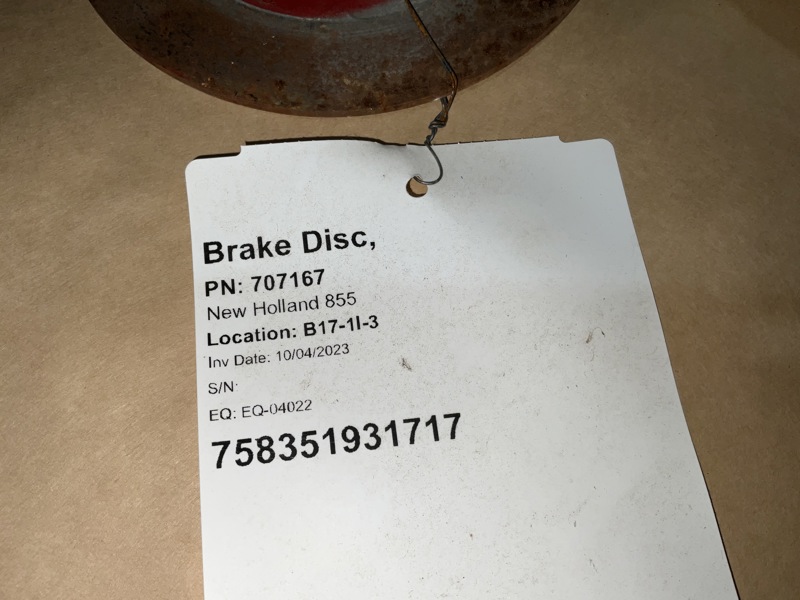 Brake Disc,
PN: 707167
New Holland 855
Location: B17-1I-3
Inv Date: 10/04/2023
S/N:
EQ: EQ-04022
758351931717